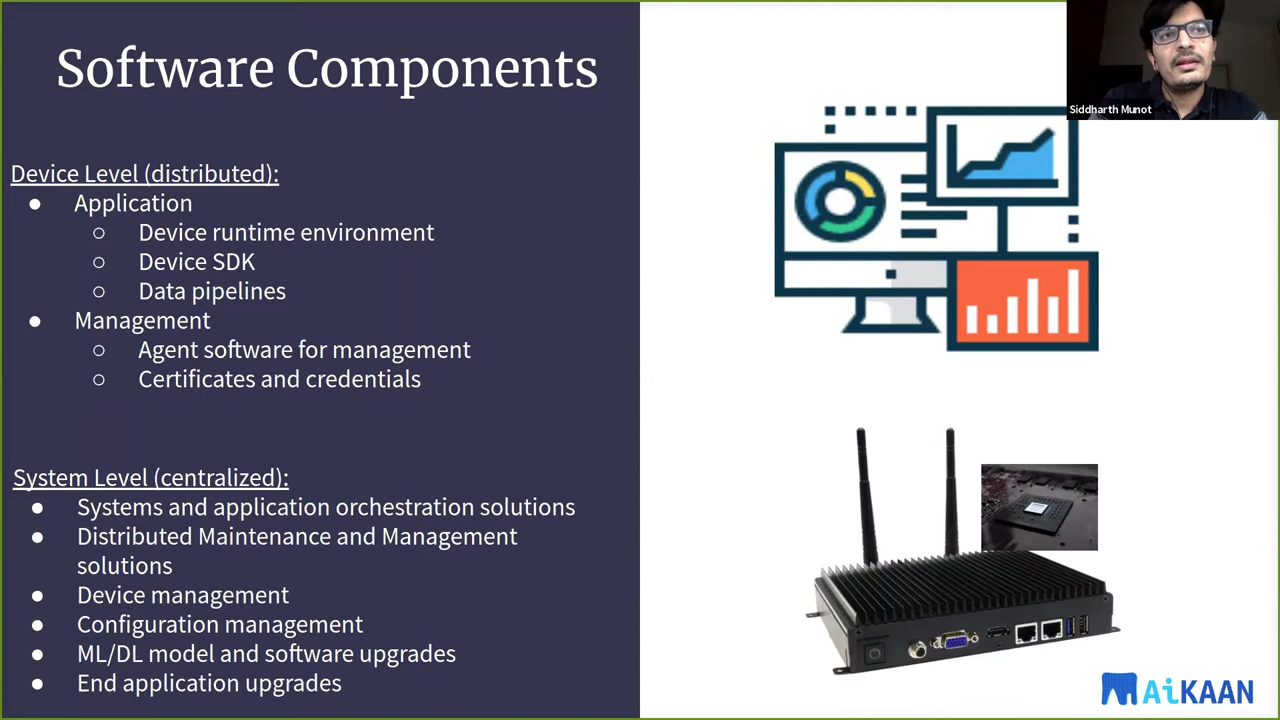 Software Components
Siddharth Munot
Device Level (distributed):
● Application
○ Device runtime environment
○ Device SDK
○ Data pipelines
● Management
○ Agent software for management
○ Certificates and credentials
System Level (centralized):
● Systems and application orchestration solutions
● Distributed Maintenance and Management
solutions
● Device management
● Configuration management
● ML/DL model and software upgrades
● End application upgrades
AiKAAN